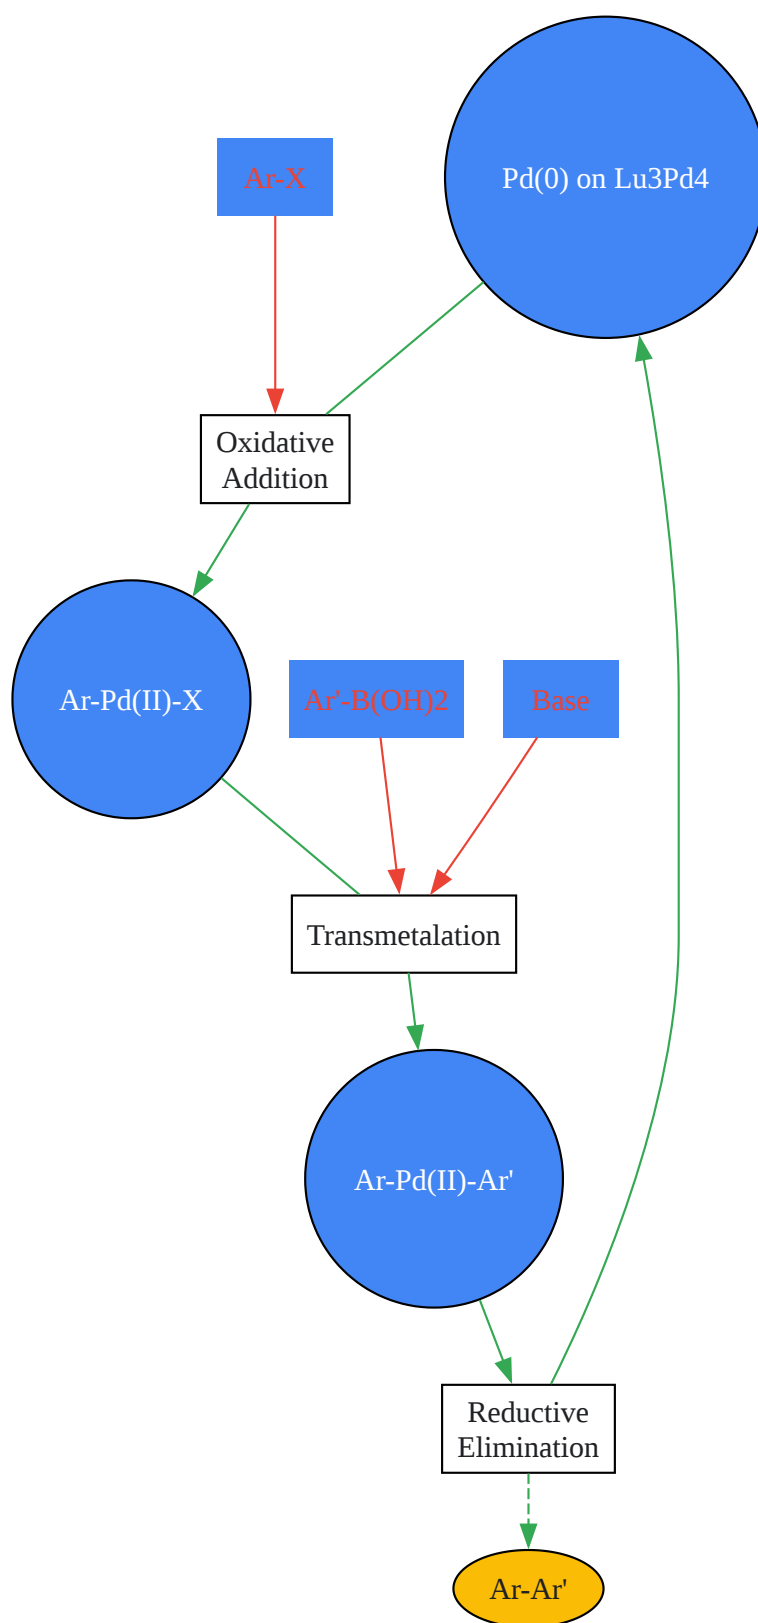 Pd(0) on Lu3Pd4
Ar-X
Oxidative
Addition
Ar-Pd(II)-X
Ar'-B(OH)2
Base
Transmetalation
Ar-Pd(II)-Ar'
Reductive
Elimination
Ar-Ar'